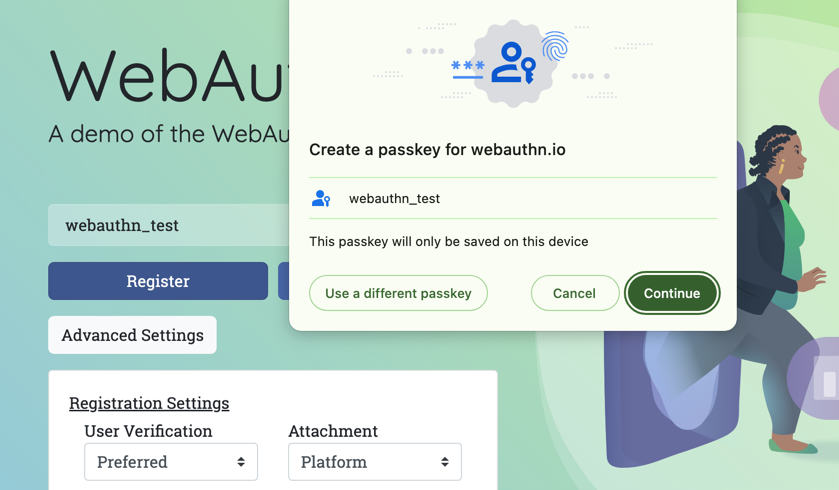 WebAu
A demo of the WebAu
webauthn_test
Register
Advanced Settings
Registration Settings
User Verification
Attachment
Preferred
Platform
***
Create a passkey for webauthn.io
webauthn_test
This passkey will only be saved on this device
Use a different passkey
Cancel
Continue